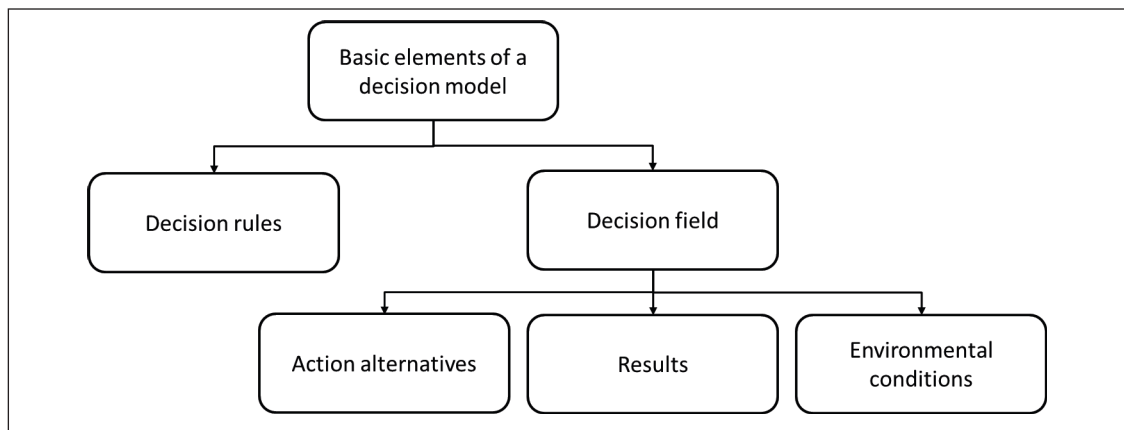 Basic elements of a
decision model
Decision rules
Decision field
Action alternatives
Results
Environmental
conditions